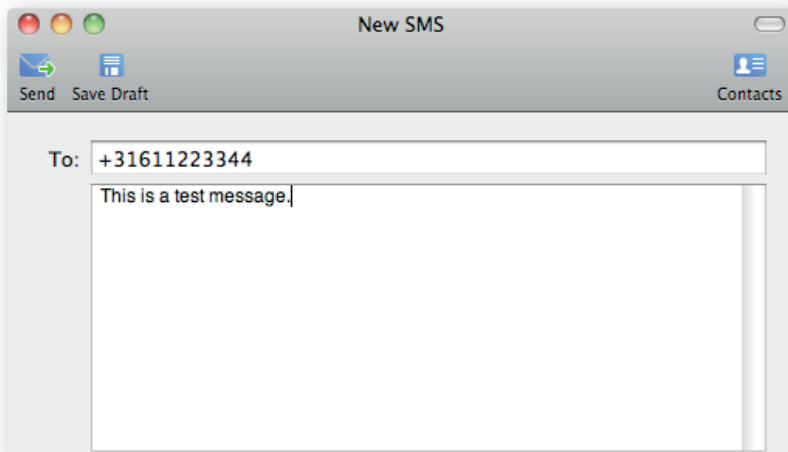 New SMS
Send Save Draft Contacts
To: +31611223344
This is a test message.